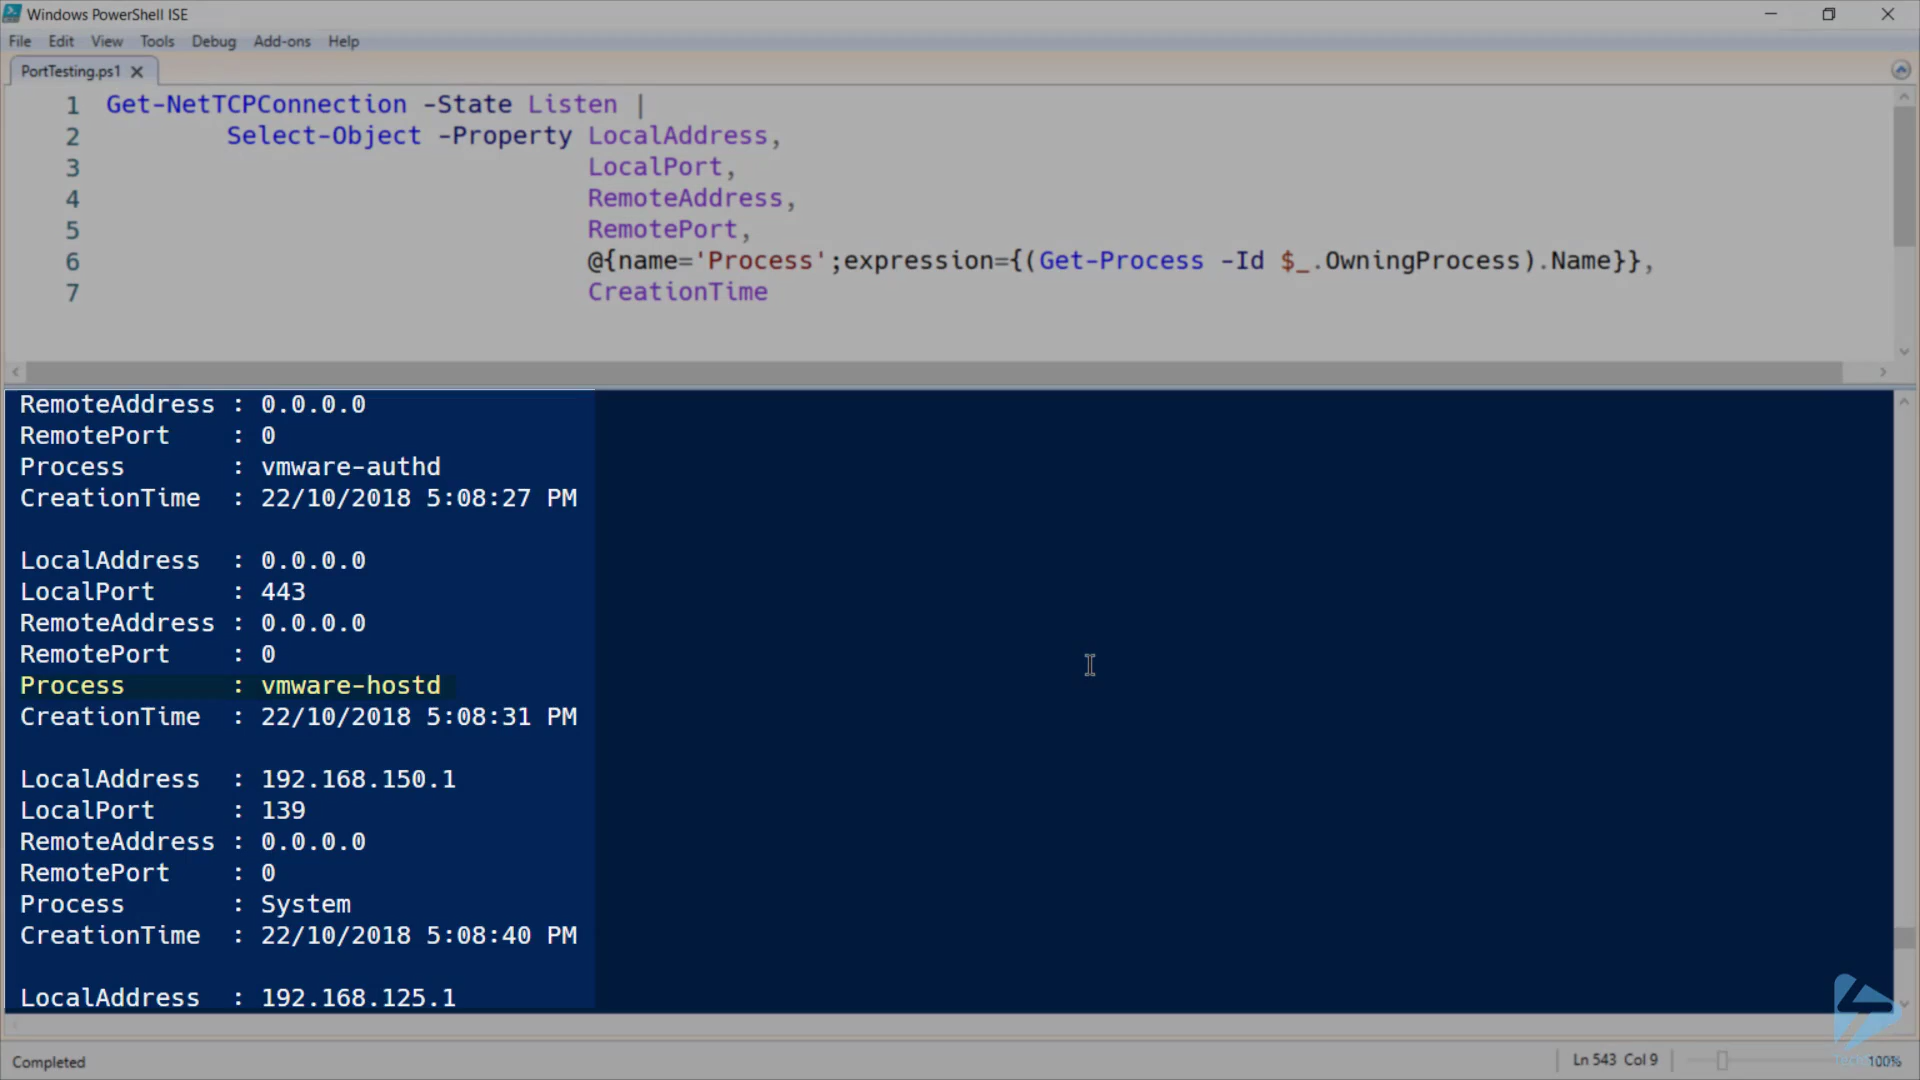 Windows PowerShell ISE
File Edit View Tools Debug Add-ons Help
PortTesting.ps1
1 Get-NetTCPConnection -State Listen |
2 Select-Object -Property LocalAddress,
3 LocalPort,
4 RemoteAddress,
5 RemotePort,
6 @{name='Process';expression={(Get-Process -Id $_.OwningProcess).Name}},
7 CreationTime
RemoteAddress : 0.0.0.0
RemotePort : 0
Process : vmware-authd
CreationTime : 22/10/2018 5:08:27 PM
LocalAddress : 0.0.0.0
LocalPort : 443
RemoteAddress : 0.0.0.0
RemotePort : 0
Process : vmware-hostd
CreationTime : 22/10/2018 5:08:31 PM
LocalAddress : 192.168.150.1
LocalPort : 139
RemoteAddress : 0.0.0.0
RemotePort : 0
Process : System
CreationTime : 22/10/2018 5:08:40 PM
LocalAddress : 192.168.125.1
Completed
Ln 543 Col 9
100%